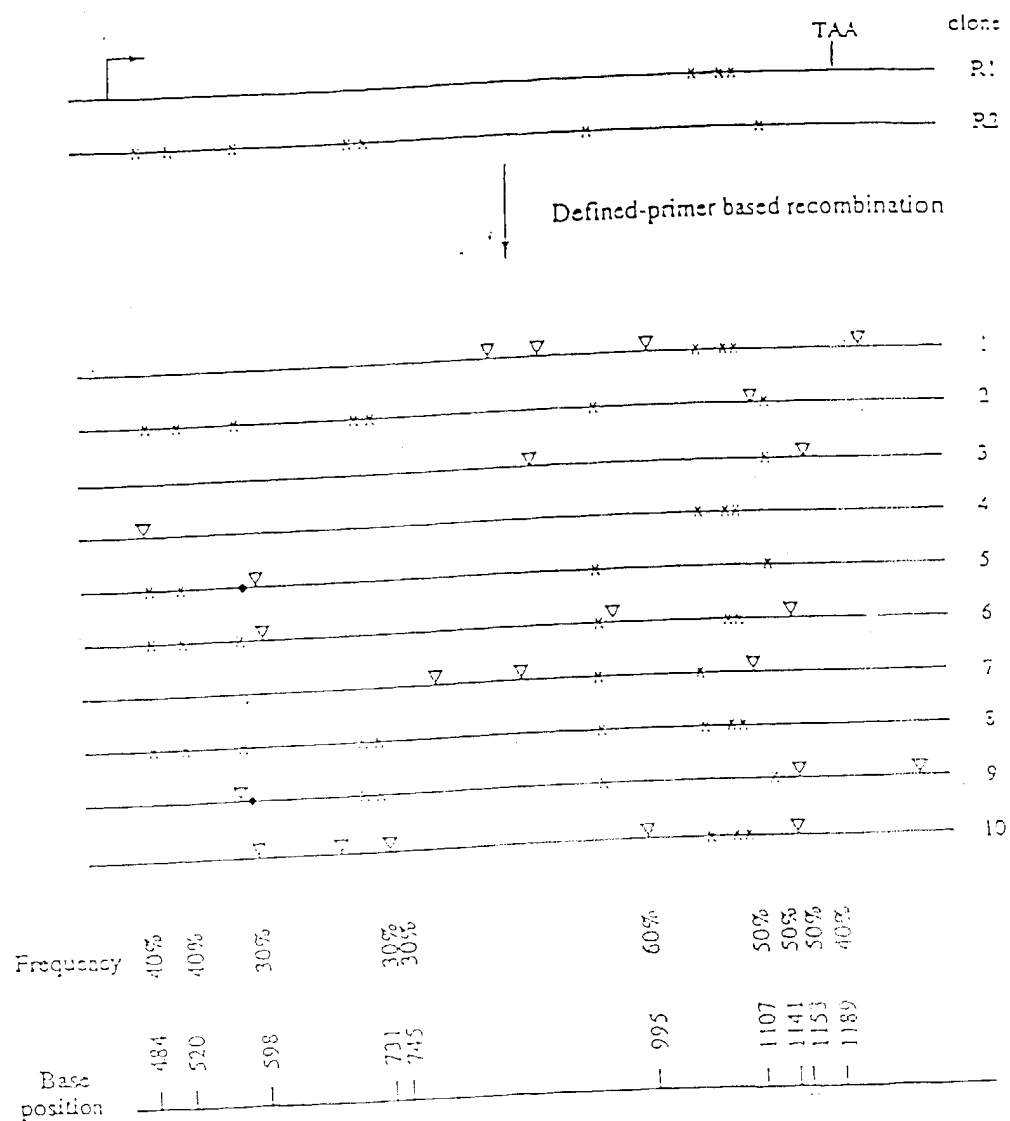 clone
TAA
R1
R2
Defined-primer based recombination
1
2
3
4
5
6
7
8
9
10
Frequency 40% 40% 30% 30% 30% 60% 50% 50% 50% 40%
484 520 598 731 745 995 1107 1141 1153 1189
Base
position